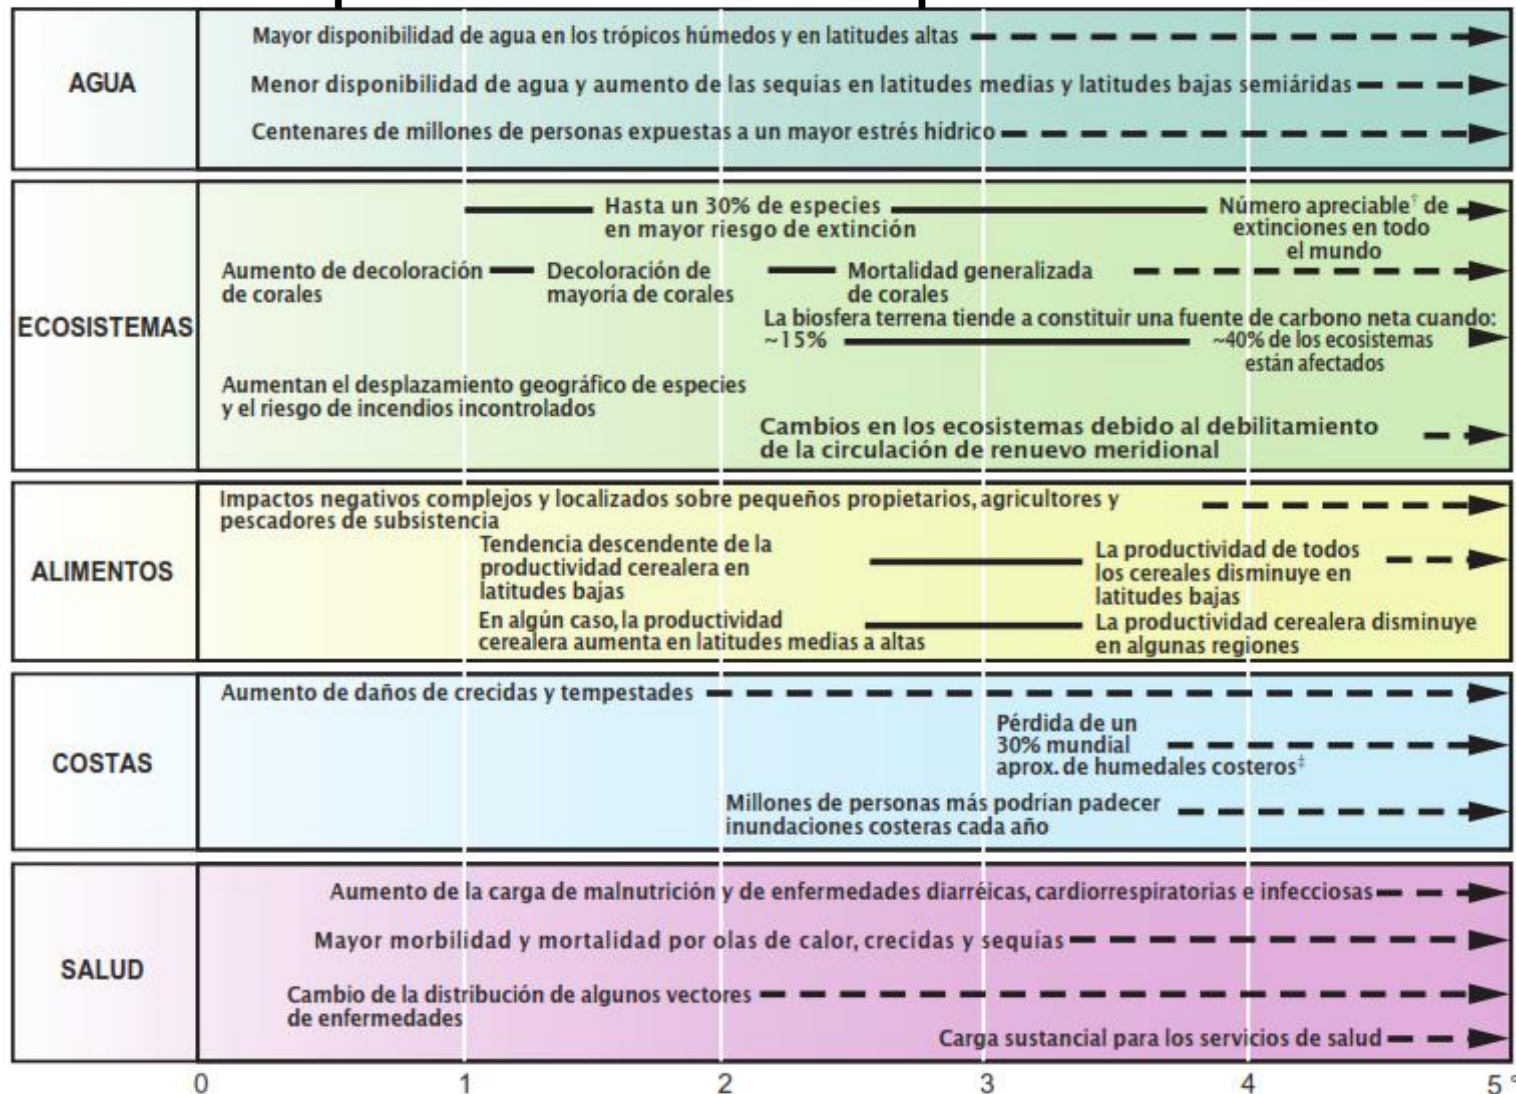 AGUA
Mayor disponibilidad de agua en los trópicos húmedos y en latitudes altas
Menor disponibilidad de agua y aumento de las sequías en latitudes medias y latitudes bajas semiáridas
Centenares de millones de personas expuestas a un mayor estrés hídrico
ECOSISTEMAS
Hasta un 30% de especies
en mayor riesgo de extinción
Número apreciable† de
extinciones en todo
el mundo
Aumento de decoloración
de corales
Decoloración de
mayoría de corales
Mortalidad generalizada
de corales
La biosfera terrena tiende a constituir una fuente de carbono neta cuando:
~15%
~40% de los ecosistemas
están afectados
Aumentan el desplazamiento geográfico de especies
y el riesgo de incendios incontrolados
Cambios en los ecosistemas debido al debilitamiento
de la circulación de renuevo meridional
ALIMENTOS
Impactos negativos complejos y localizados sobre pequeños propietarios, agricultores y
pescadores de subsistencia
Tendencia descendente de la
productividad cerealera en
latitudes bajas
La productividad de todos
los cereales disminuye en
latitudes bajas
En algún caso, la productividad
cerealera aumenta en latitudes medias a altas
La productividad cerealera disminuye
en algunas regiones
COSTAS
Aumento de daños de crecidas y tempestades
Pérdida de un
30% mundial
aprox. de humedales costeros‡
Millones de personas más podrían padecer
inundaciones costeras cada año
SALUD
Aumento de la carga de malnutrición y de enfermedades diarréicas, cardiorrespiratorias e infecciosas
Mayor morbilidad y mortalidad por olas de calor, crecidas y sequías
Cambio de la distribución de algunos vectores
de enfermedades
Carga sustancial para los servicios de salud
0 1 2 3 4 5 °